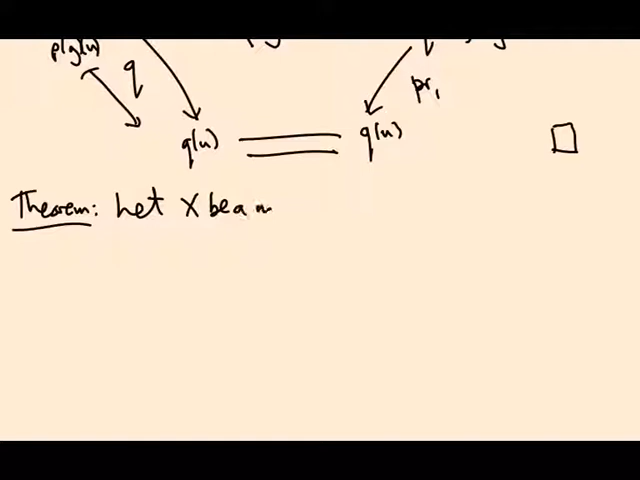 p(g(u))
q
pr₁
q(u) q(u)
Theorem: Let X be a